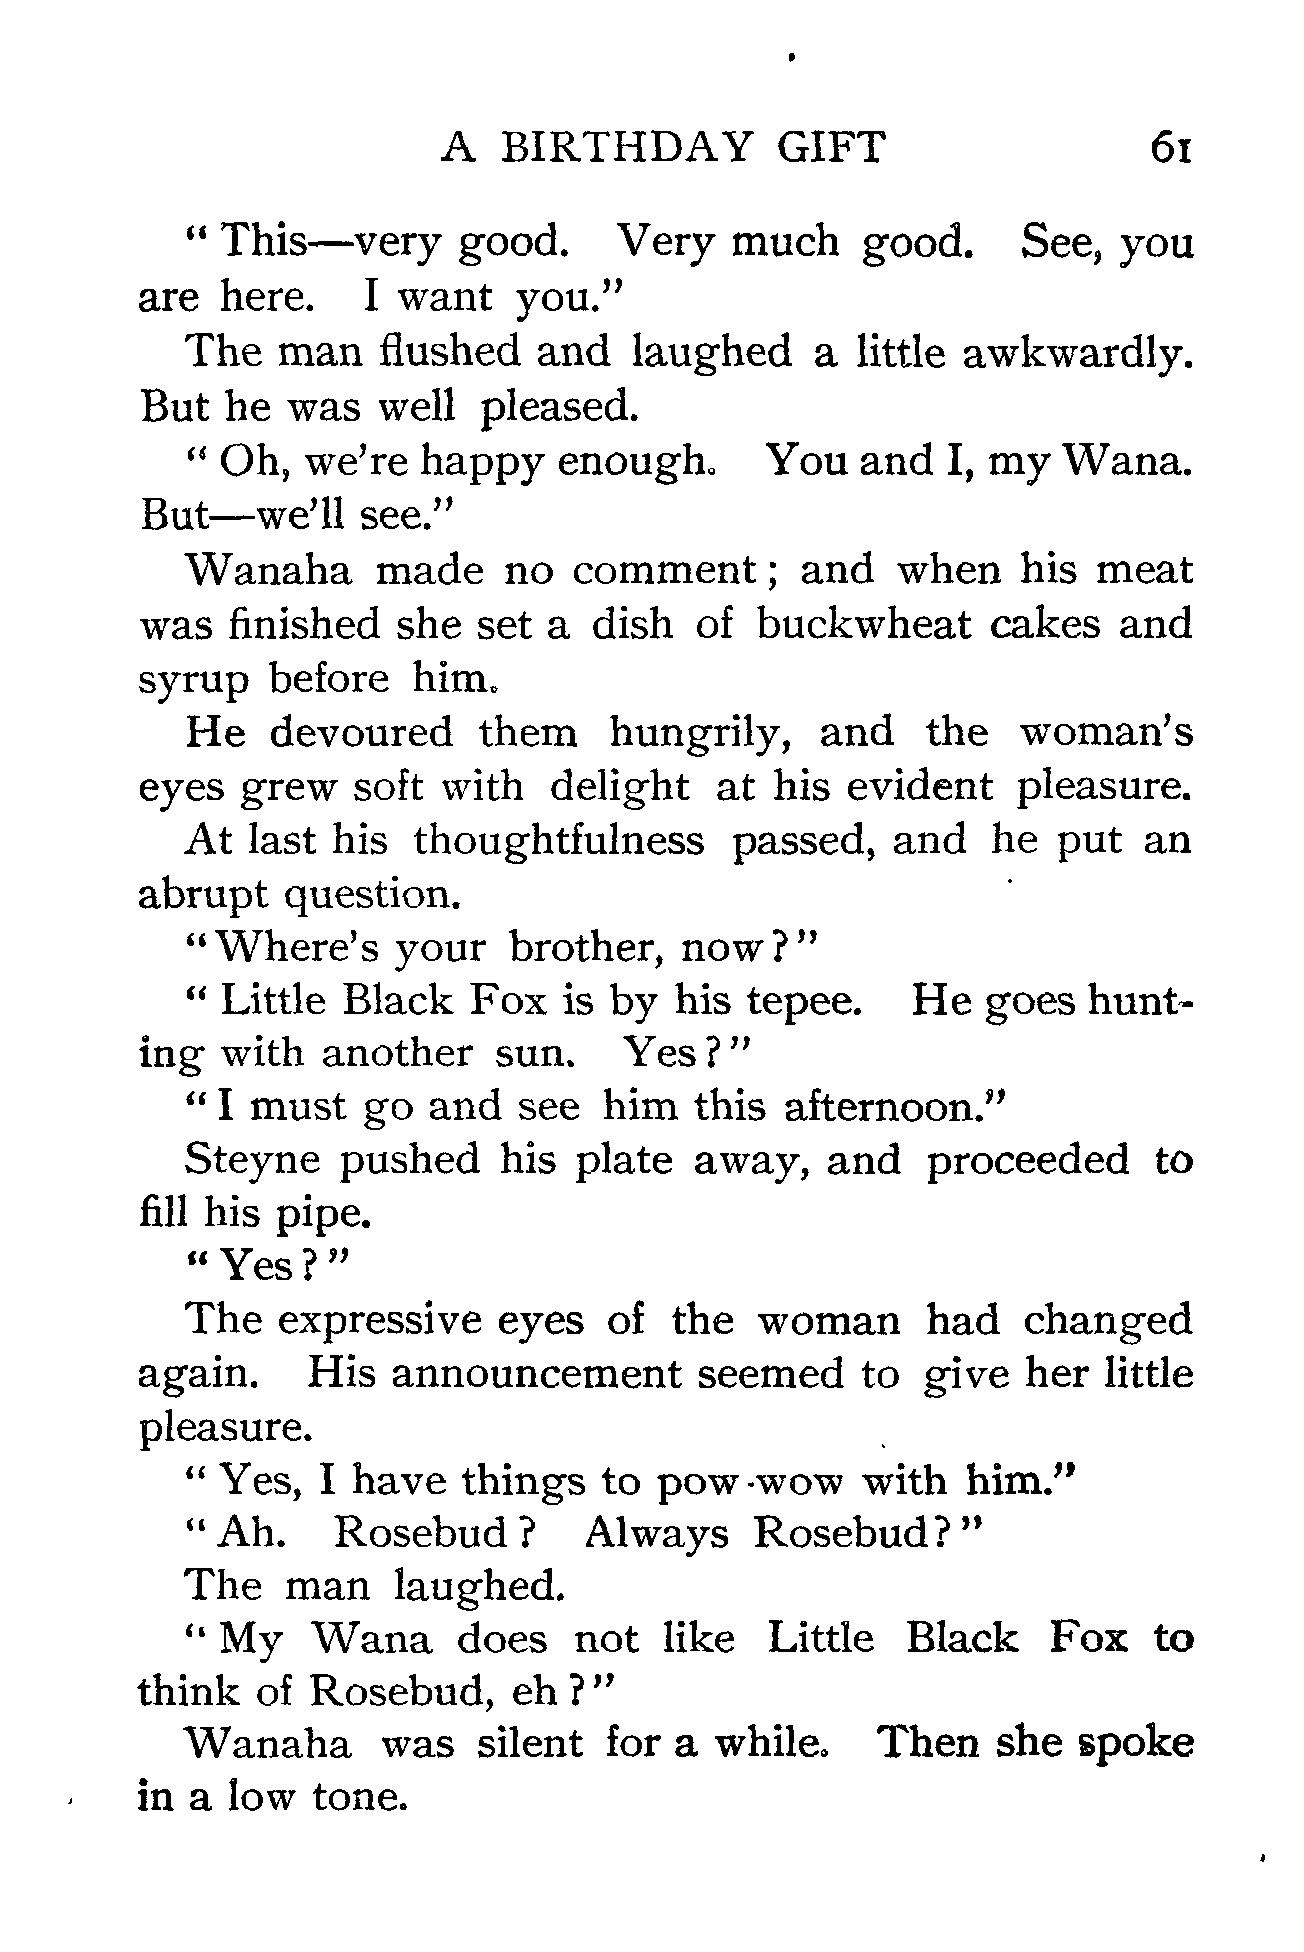 A BIRTHDAY GIFT 61
“ This—very good. Very much good. See, you
are here. I want you.”
The man flushed and laughed a little awkwardly.
But he was well pleased.
“ Oh, we’re happy enough. You and I, my Wana.
But—we’ll see.”
Wanaha made no comment ; and when his meat
was finished she set a dish of buckwheat cakes and
syrup before him.
He devoured them hungrily, and the woman’s
eyes grew soft with delight at his evident pleasure.
At last his thoughtfulness passed, and he put an
abrupt question.
“ Where’s your brother, now ? ”
“ Little Black Fox is by his tepee. He goes hunt-
ing with another sun. Yes ? ”
“ I must go and see him this afternoon.”
Steyne pushed his plate away, and proceeded to
fill his pipe.
“ Yes ? ”
The expressive eyes of the woman had changed
again. His announcement seemed to give her little
pleasure.
“ Yes, I have things to pow-wow with him.”
“ Ah. Rosebud ? Always Rosebud ? ”
The man laughed.
“ My Wana does not like Little Black Fox to
think of Rosebud, eh ? ”
Wanaha was silent for a while. Then she spoke
in a low tone.